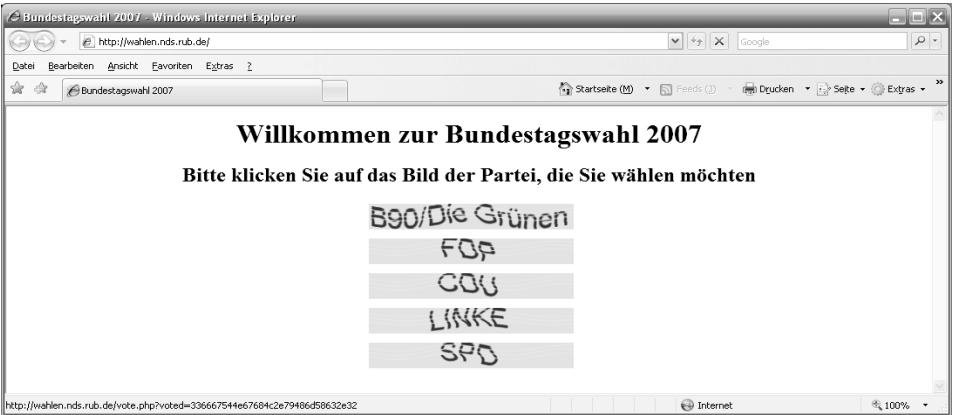 Bundestagswahl 2007 - Windows Internet Explorer
http://wahlen.nds.rub.de/
Google
Datei Bearbeiten Ansicht Favoriten Extras ?
Bundestagswahl 2007
Startseite (M) Feeds (J) Drucken Seite Extras »
Willkommen zur Bundestagswahl 2007
Bitte klicken Sie auf das Bild der Partei, die Sie wählen möchten
B90/Die Grünen
FDP
CDU
LINKE
SPD
http://wahlen.nds.rub.de/vote.php?voted=336667544e67684c2e79486d58632e32 Internet 100%